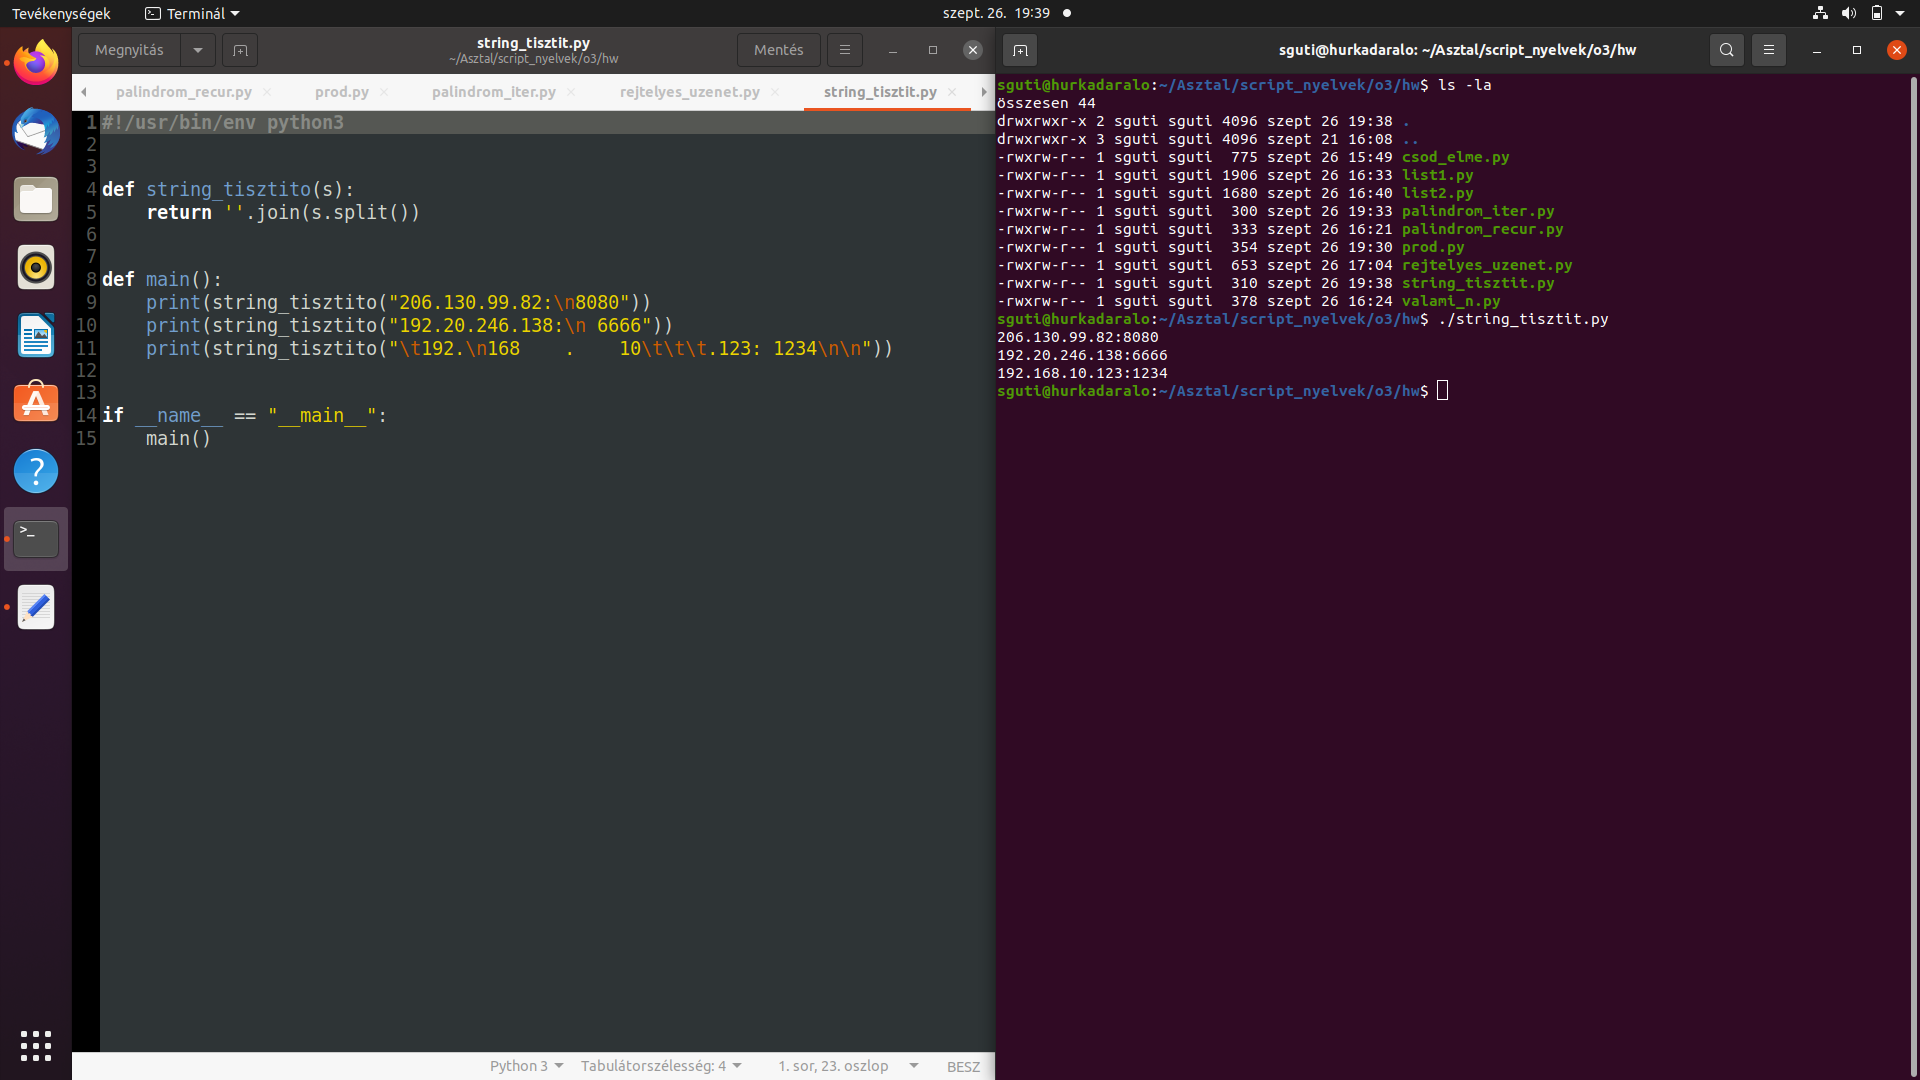 Tevékenységek
Terminál
szept. 26. 19:39
Megnyitás
string_tisztit.py
~/Asztal/script_nyelvek/o3/hw
Mentés
palindrom_recur.py
prod.py
palindrom_iter.py
rejtelyes_uzenet.py
string_tisztit.py
1 #!/usr/bin/env python3
2
3
4 def string_tisztito(s):
5     return ''.join(s.split())
6
7
8 def main():
9     print(string_tisztito("206.130.99.82:\n8080"))
10     print(string_tisztito("192.20.246.138:\n 6666"))
11     print(string_tisztito("\t192.\n168    .    10\t\t\t.123: 1234\n\n"))
12
13
14 if __name__ == "__main__":
15     main()
Python 3
Tabulátorszélesség: 4
1. sor, 23. oszlop
BESZ
sguti@hurkadaralo: ~/Asztal/script_nyelvek/o3/hw
sguti@hurkadaralo:~/Asztal/script_nyelvek/o3/hw$ ls -la
összesen 44
drwxrwxr-x 2 sguti sguti 4096 szept 26 19:38 .
drwxrwxr-x 3 sguti sguti 4096 szept 21 16:08 ..
-rwxrw-r-- 1 sguti sguti  775 szept 26 15:49 csod_elme.py
-rwxrw-r-- 1 sguti sguti 1906 szept 26 16:33 list1.py
-rwxrw-r-- 1 sguti sguti 1680 szept 26 16:40 list2.py
-rwxrw-r-- 1 sguti sguti  300 szept 26 19:33 palindrom_iter.py
-rwxrw-r-- 1 sguti sguti  333 szept 26 16:21 palindrom_recur.py
-rwxrw-r-- 1 sguti sguti  354 szept 26 19:30 prod.py
-rwxrw-r-- 1 sguti sguti  653 szept 26 17:04 rejtelyes_uzenet.py
-rwxrw-r-- 1 sguti sguti  310 szept 26 19:38 string_tisztit.py
-rwxrw-r-- 1 sguti sguti  378 szept 26 16:24 valami_n.py
sguti@hurkadaralo:~/Asztal/script_nyelvek/o3/hw$ ./string_tisztit.py
206.130.99.82:8080
192.20.246.138:6666
192.168.10.123:1234
sguti@hurkadaralo:~/Asztal/script_nyelvek/o3/hw$